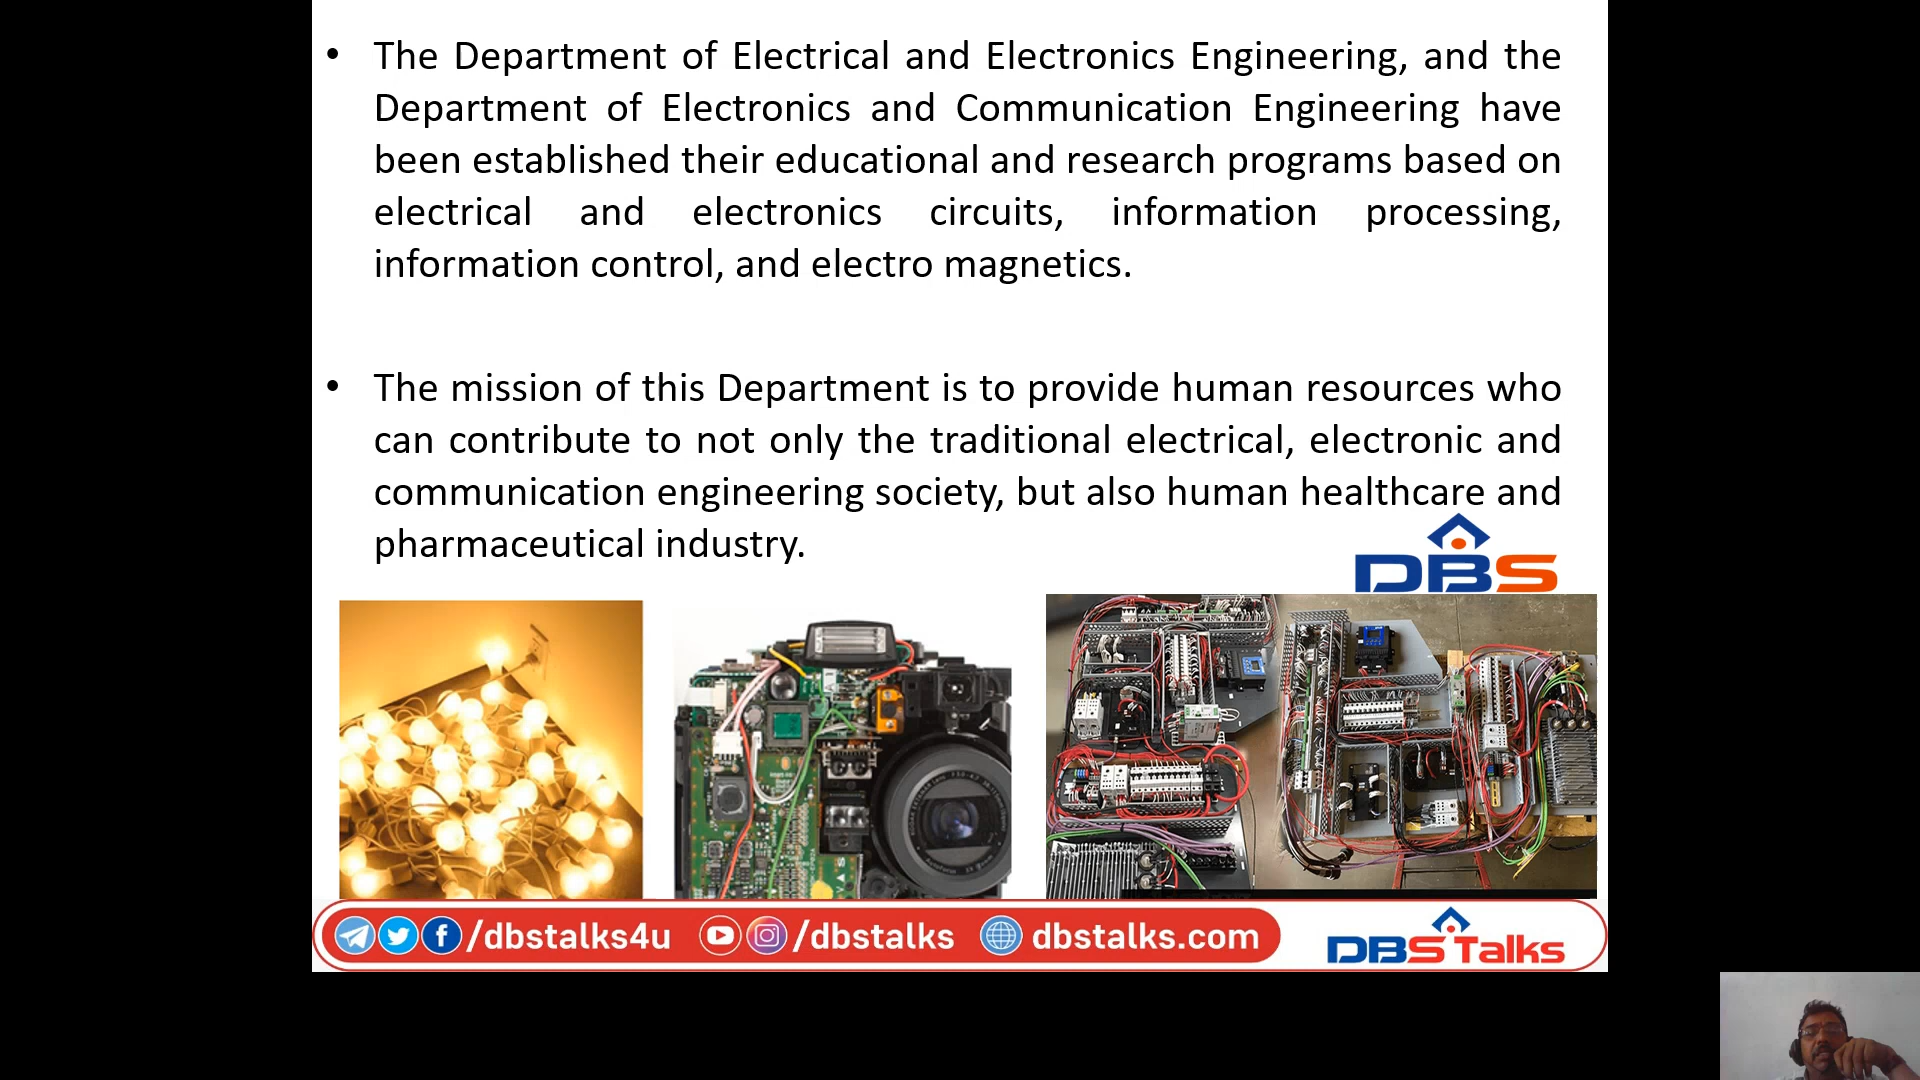 • The Department of Electrical and Electronics Engineering, and the
Department of Electronics and Communication Engineering have
been established their educational and research programs based on
electrical and electronics circuits, information processing,
information control, and electro magnetics.
• The mission of this Department is to provide human resources who
can contribute to not only the traditional electrical, electronic and
communication engineering society, but also human healthcare and
pharmaceutical industry.
DBS
/dbstalks4u /dbstalks dbstalks.com
DBS Talks